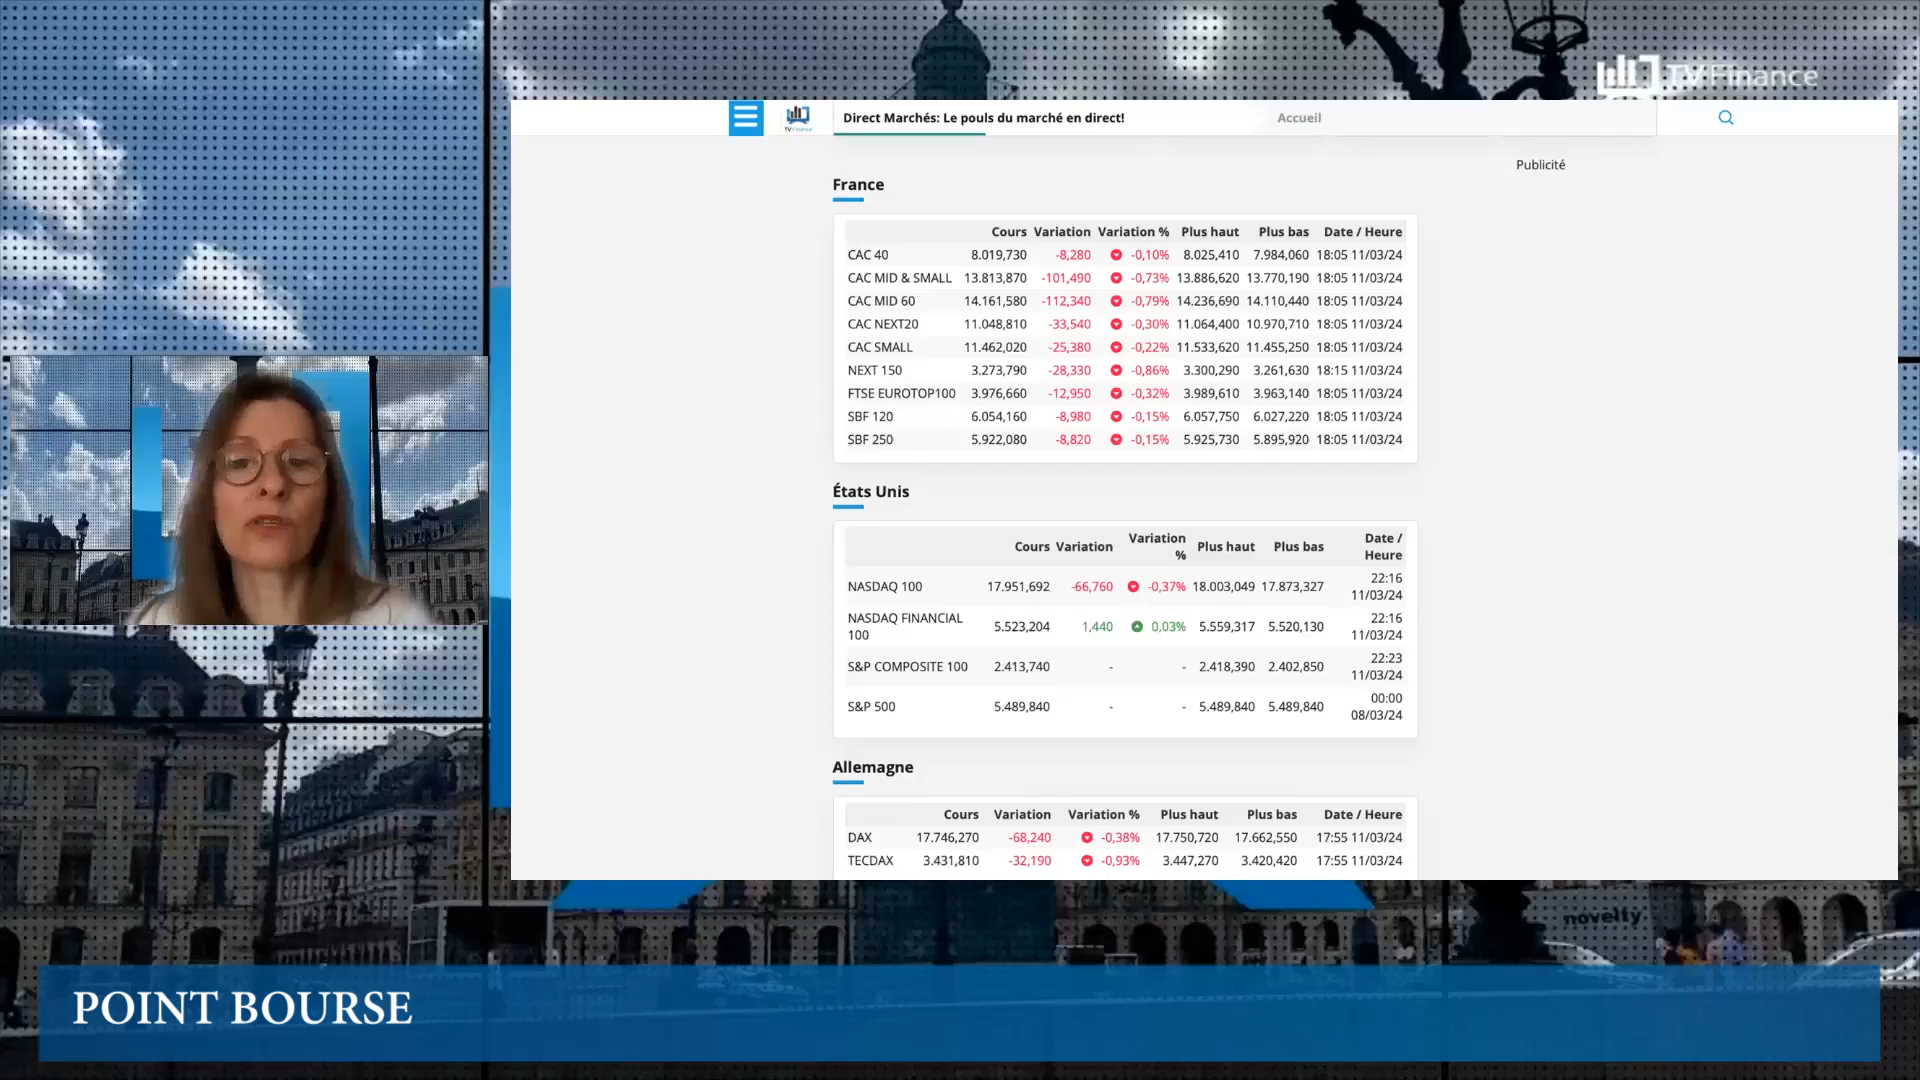 TVFinance
TVFinance
Direct Marchés: Le pouls du marché en direct!
Accueil
Publicité
France
Cours Variation Variation % Plus haut Plus bas Date / Heure
CAC 40 8.019,730 -8,280 -0,10% 8.025,410 7.984,060 18:05 11/03/24
CAC MID & SMALL 13.813,870 -101,490 -0,73% 13.886,620 13.770,190 18:05 11/03/24
CAC MID 60 14.161,580 -112,340 -0,79% 14.236,690 14.110,440 18:05 11/03/24
CAC NEXT20 11.048,810 -33,540 -0,30% 11.064,400 10.970,710 18:05 11/03/24
CAC SMALL 11.462,020 -25,380 -0,22% 11.533,620 11.455,250 18:05 11/03/24
NEXT 150 3.273,790 -28,330 -0,86% 3.300,290 3.261,630 18:15 11/03/24
FTSE EUROTOP100 3.976,660 -12,950 -0,32% 3.989,610 3.963,140 18:05 11/03/24
SBF 120 6.054,160 -8,980 -0,15% 6.057,750 6.027,220 18:05 11/03/24
SBF 250 5.922,080 -8,820 -0,15% 5.925,730 5.895,920 18:05 11/03/24
États Unis
Cours Variation Variation % Plus haut Plus bas Date / Heure
NASDAQ 100 17.951,692 -66,760 -0,37% 18.003,049 17.873,327 22:16 11/03/24
NASDAQ FINANCIAL 100 5.523,204 1,440 0,03% 5.559,317 5.520,130 22:16 11/03/24
S&P COMPOSITE 100 2.413,740 - - 2.418,390 2.402,850 22:23 11/03/24
S&P 500 5.489,840 - - 5.489,840 5.489,840 00:00 08/03/24
Allemagne
Cours Variation Variation % Plus haut Plus bas Date / Heure
DAX 17.746,270 -68,240 -0,38% 17.750,720 17.662,550 17:55 11/03/24
TECDAX 3.431,810 -32,190 -0,93% 3.447,270 3.420,420 17:55 11/03/24
novelty
POINT BOURSE